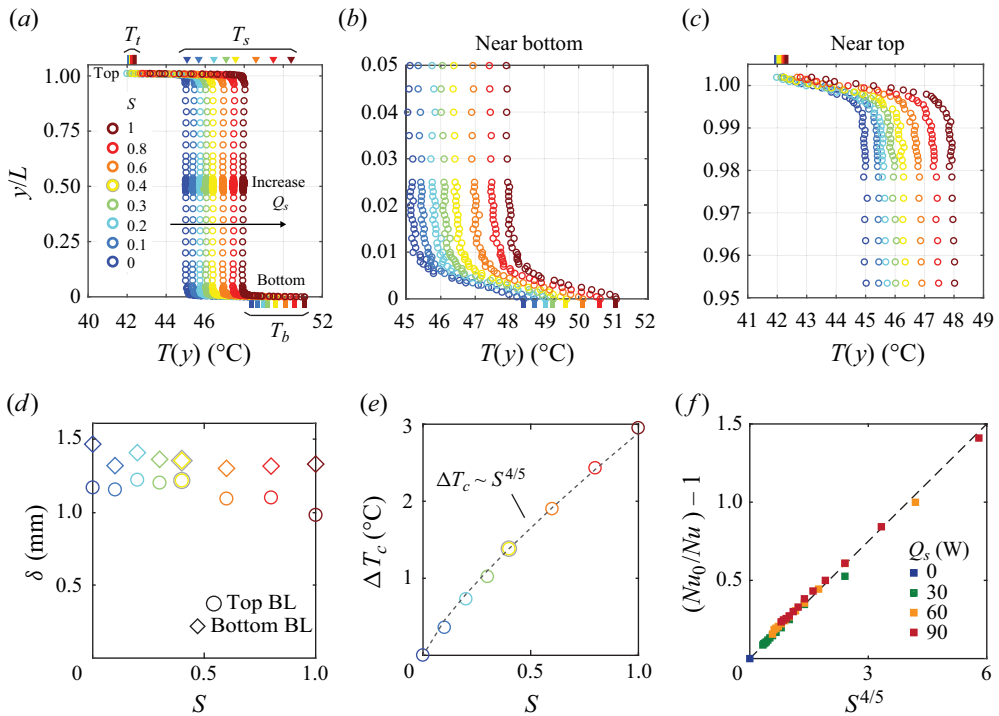 (a)
T_t
T_s
Top
1.00
0.75
0.50
0.25
0
y/L
S
1
0.8
0.6
0.4
0.3
0.2
0.1
0
Increase
Q_s
Bottom
T_b
40
44
48
52
T(y) (°C)
(b)
Near bottom
0.05
0.04
0.03
0.02
0.01
0
45
46
47
48
49
50
51
52
T(y) (°C)
(c)
Near top
1.00
0.99
0.98
0.97
0.96
0.95
41
42
43
44
45
46
47
48
49
T(y) (°C)
(d)
1.5
1.0
0.5
0
δ (mm)
Top BL
Bottom BL
0.5
1.0
S
(e)
3
2
1
0
ΔT_c (°C)
ΔT_c ~ S^{4/5}
0.5
1.0
S
(f)
1.5
1.0
0.5
0
(Nu_0/Nu) – 1
Q_s (W)
0
30
60
90
0
3
6
S^{4/5}